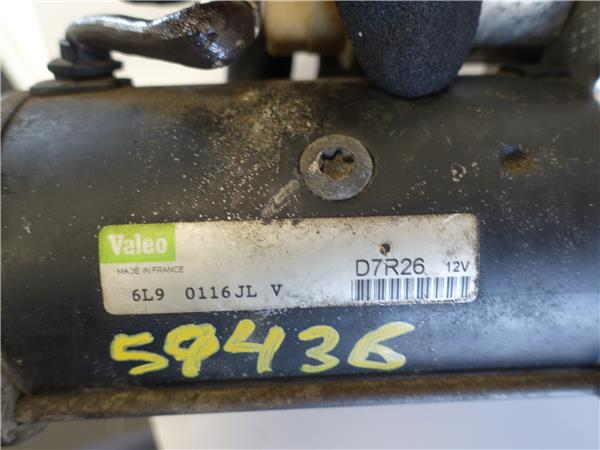 Valeo
MADE IN FRANCE
D7R26 12V
6L9 0116JL V
59436